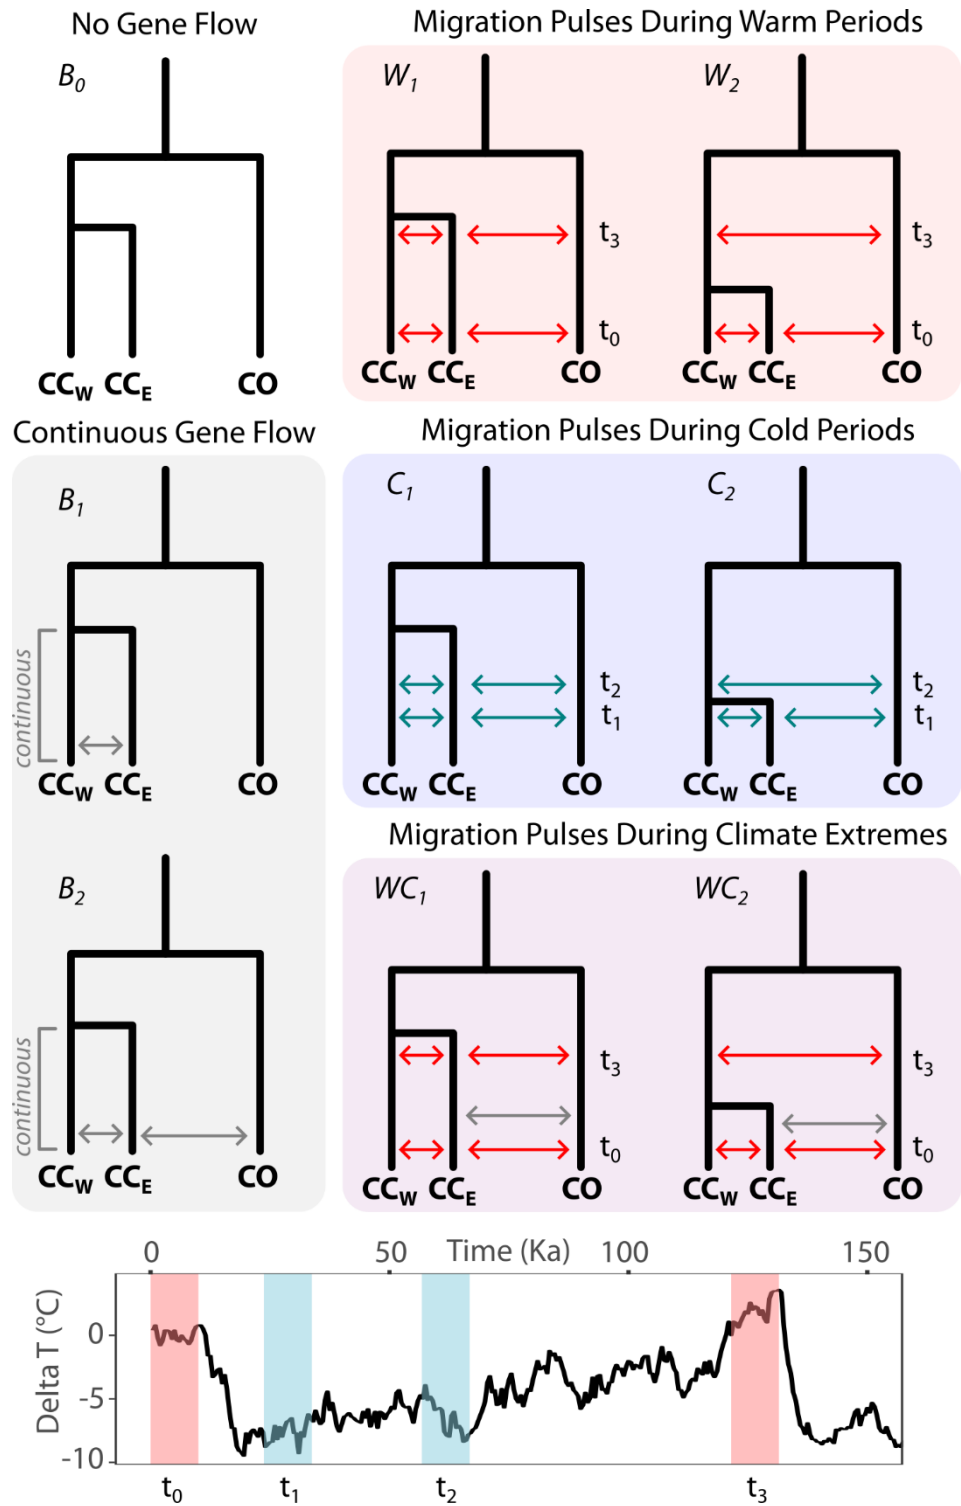 No Gene Flow
B0
CCW CCE CO
Migration Pulses During Warm Periods
W1 W2
t3 t3
t0 t0
CCW CCE CO CCW CCE CO
Continuous Gene Flow
B1
continuous
CCW CCE CO
B2
continuous
CCW CCE CO
Migration Pulses During Cold Periods
C1 C2
t2 t2
t1 t1
CCW CCE CO CCW CCE CO
Migration Pulses During Climate Extremes
WC1 WC2
t3 t3
t0 t0
CCW CCE CO CCW CCE CO
0 50 Time (Ka) 100 150
Delta T (°C)
0
-5
-10
t0 t1 t2 t3